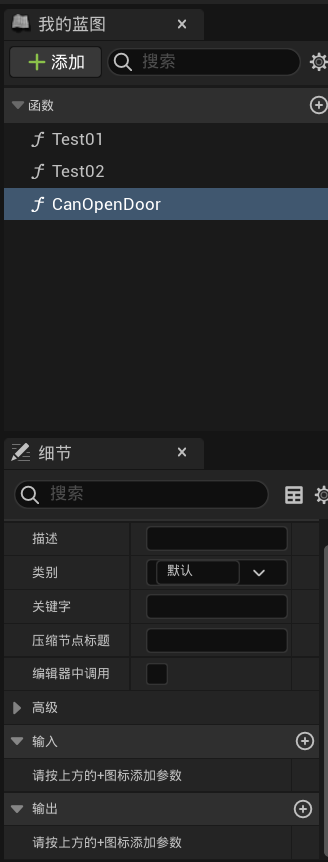 我的蓝图
添加
搜索
函数
Test01
Test02
CanOpenDoor
细节
搜索
描述
类别
默认
关键字
压缩节点标题
编辑器中调用
高级
输入
请按上方的+图标添加参数
输出
请按上方的+图标添加参数